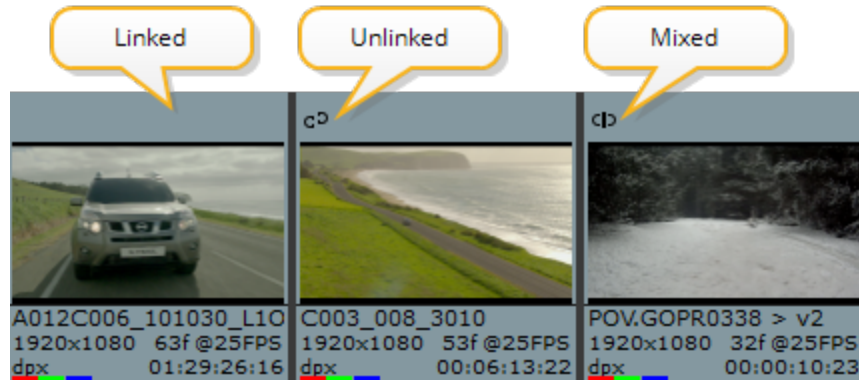 Linked
Unlinked
Mixed
A012C006_101030_L1O
1920x1080 63f @25FPS
dpx 01:29:26:16
C003_008_3010
1920x1080 53f @25FPS
dpx 00:06:13:22
POV.GOPR0338 > v2
1920x1080 32f @25FPS
dpx 00:00:10:23